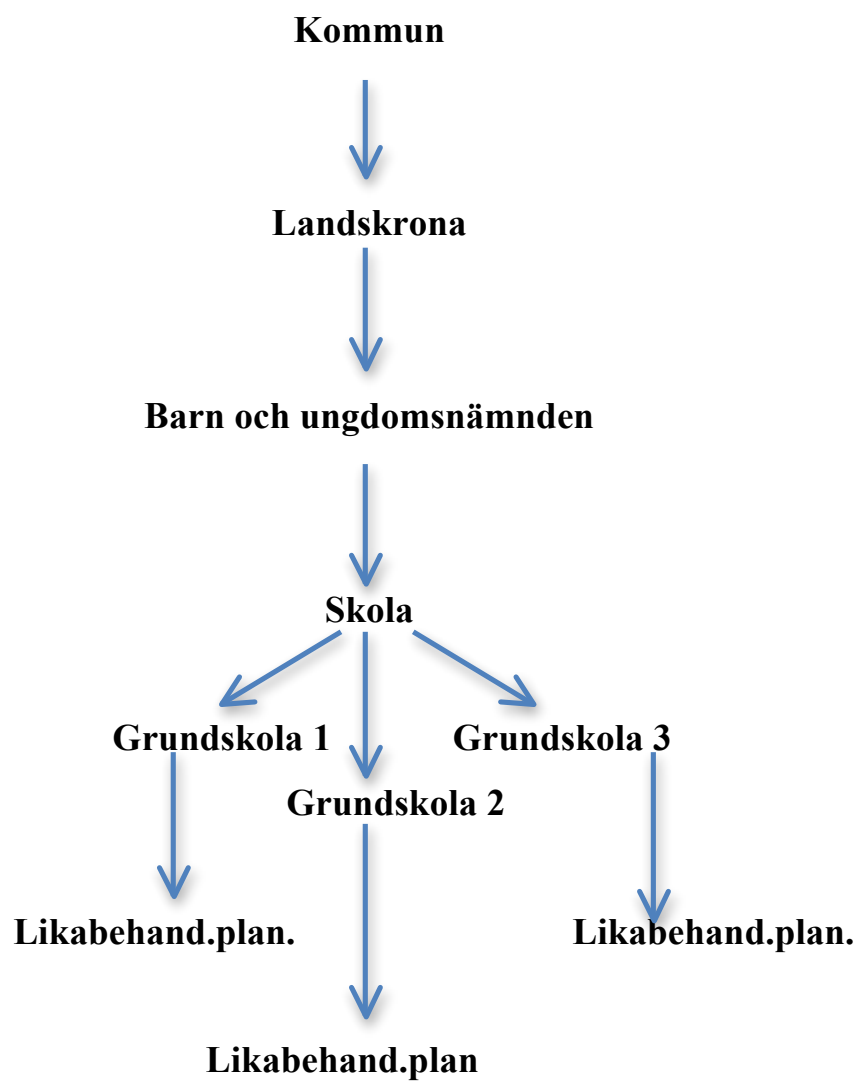 Kommun
Landskrona
Barn och ungdomsnämnden
Skola
Grundskola 1
Grundskola 3
Grundskola 2
Likabehand.plan.
Likabehand.plan.
Likabehand.plan